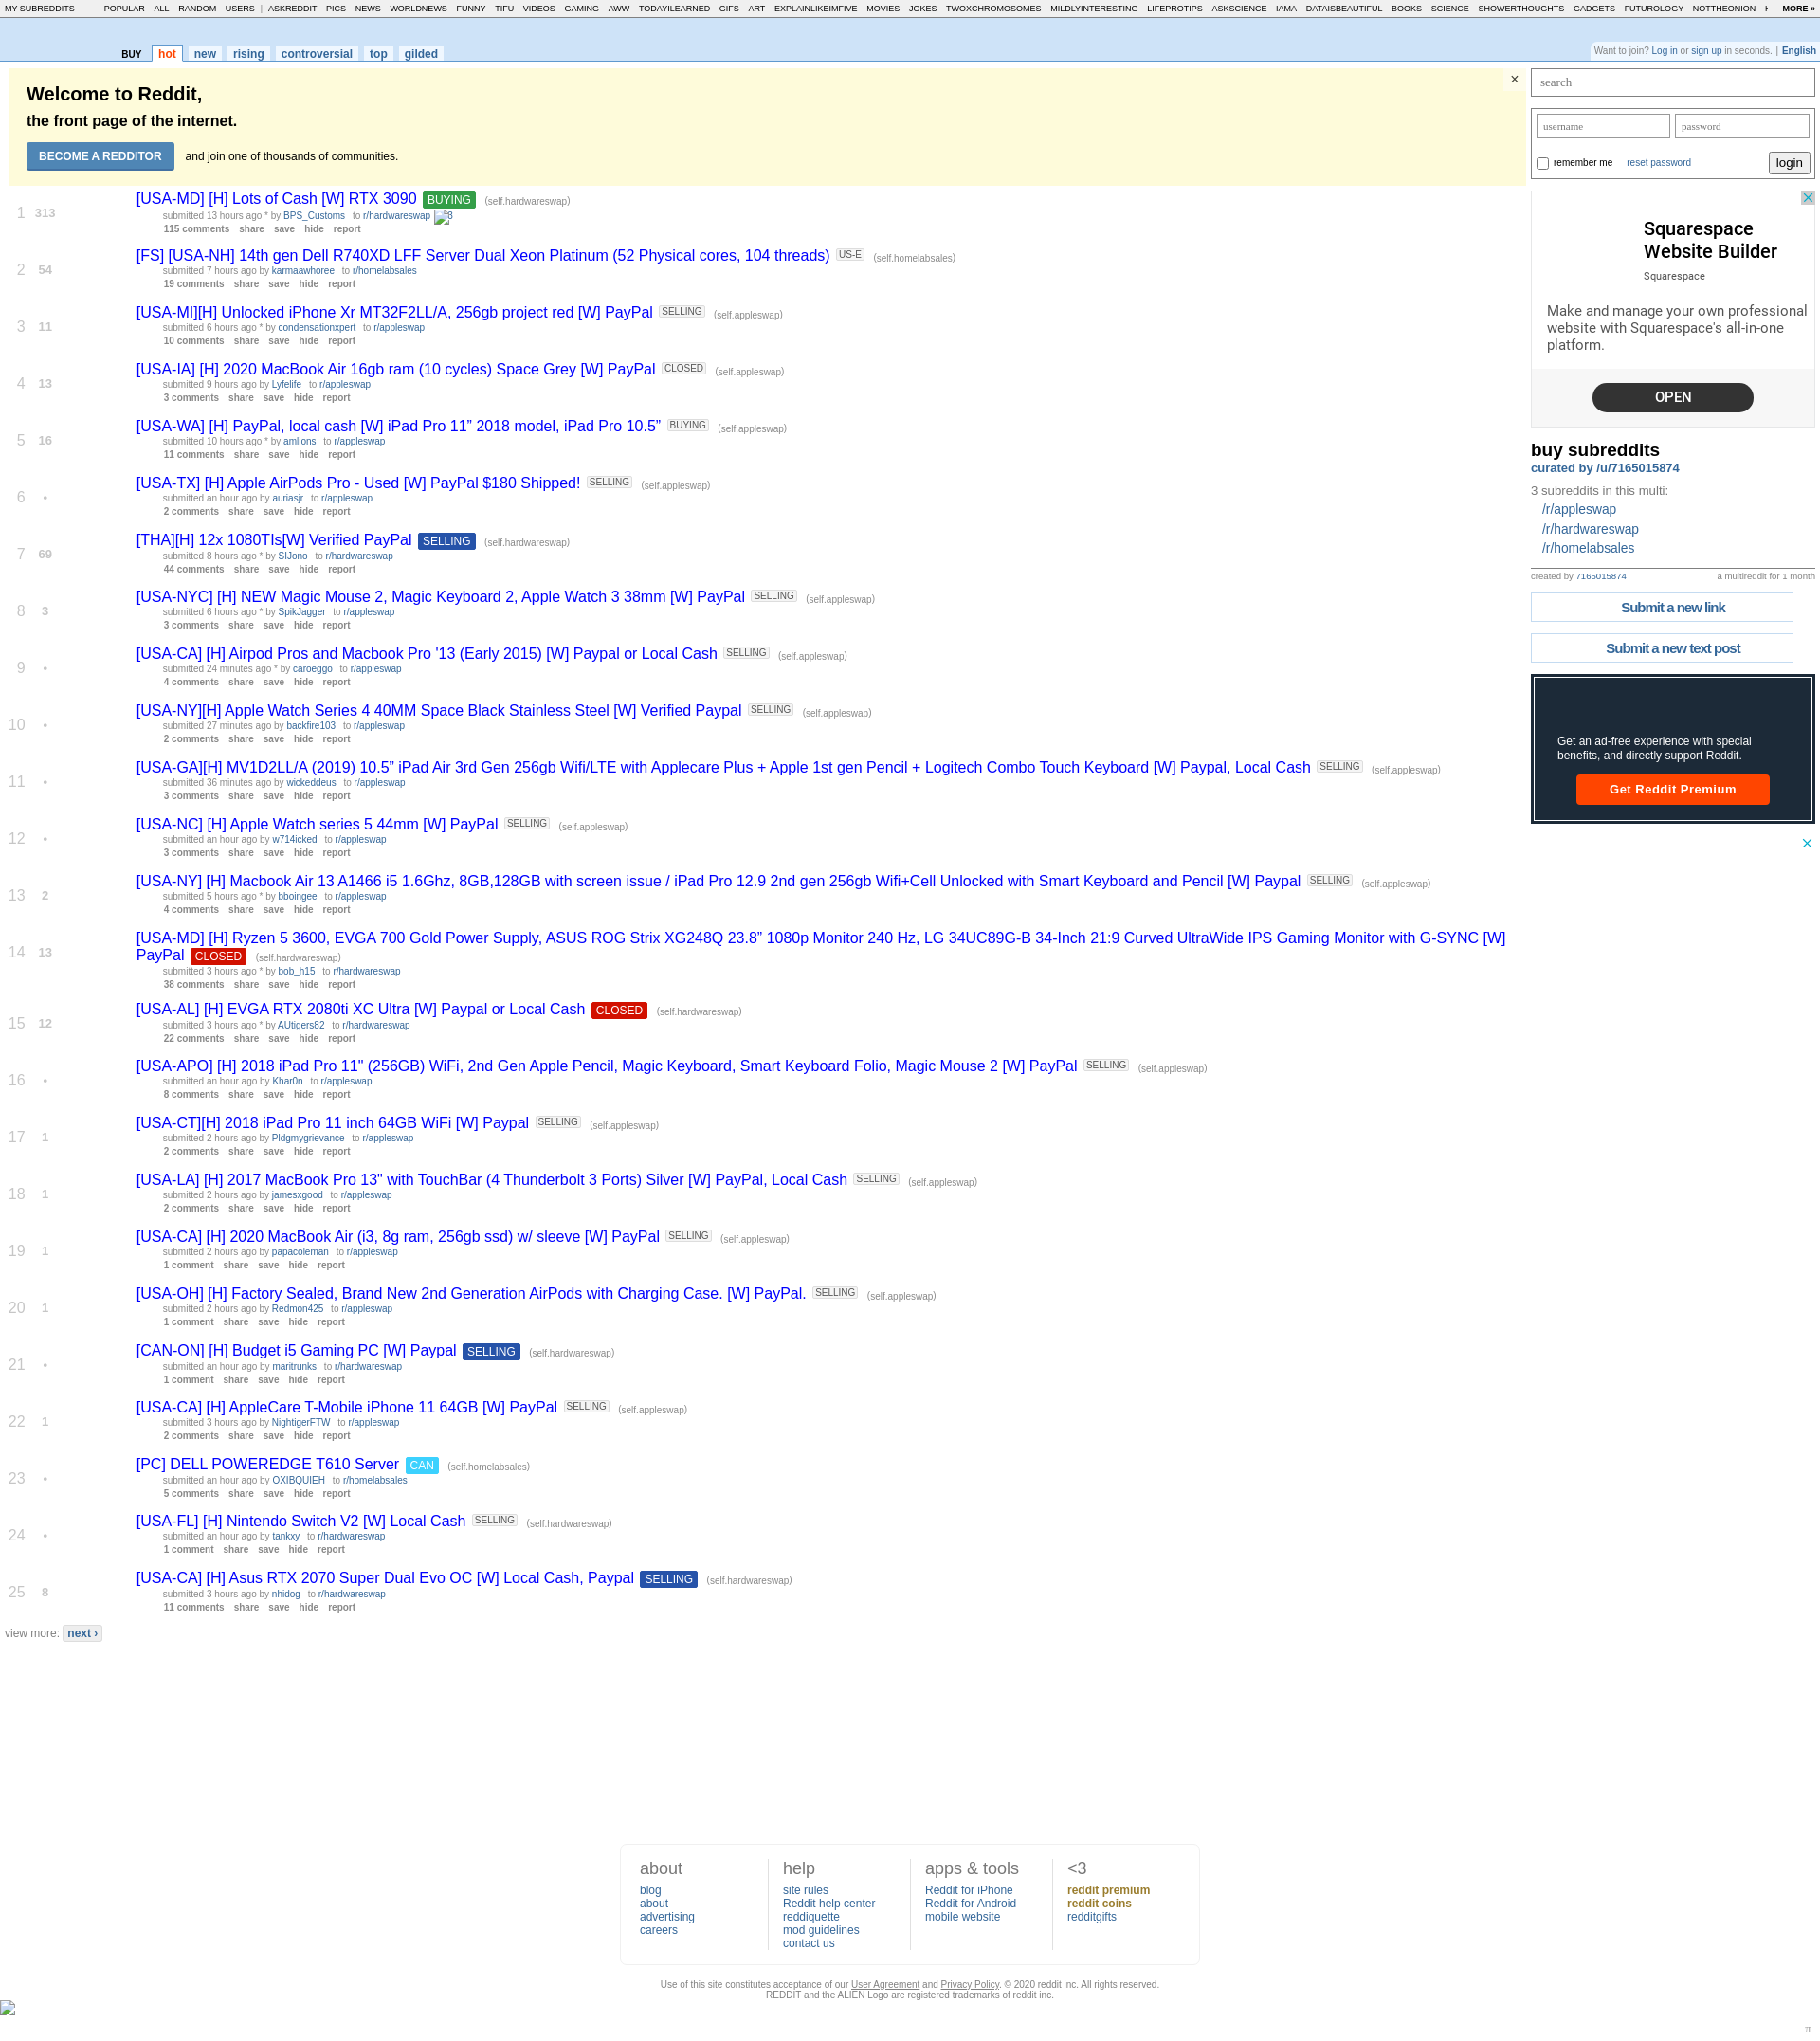 MY SUBREDDITS POPULAR - ALL - RANDOM - USERS | ASKREDDIT - PICS - NEWS - WORLDNEWS - FUNNY - TIFU - VIDEOS - GAMING - AWW - TODAYILEARNED - GIFS - ART - EXPLAINLIKEIMFIVE - MOVIES - JOKES - TWOXCHROMOSOMES - MILDLYINTERESTING - LIFEPROTIPS - ASKSCIENCE - IAMA - DATAISBEAUTIFUL - BOOKS - SCIENCE - SHOWERTHOUGHTS - GADGETS - FUTUROLOGY - NOTTHEONION - MORE »
BUY hot new rising controversial top gilded
Want to join? Log in or sign up in seconds. | English
Welcome to Reddit,
the front page of the internet.
BECOME A REDDITOR and join one of thousands of communities.
×
1 313 [USA-MD] [H] Lots of Cash [W] RTX 3090 BUYING (self.hardwareswap)
submitted 13 hours ago * by BPS_Customs to r/hardwareswap 8
115 comments share save hide report
2 54 [FS] [USA-NH] 14th gen Dell R740XD LFF Server Dual Xeon Platinum (52 Physical cores, 104 threads) US-E (self.homelabsales)
submitted 7 hours ago by karmaawhoree to r/homelabsales
19 comments share save hide report
3 11 [USA-MI][H] Unlocked iPhone Xr MT32F2LL/A, 256gb project red [W] PayPal SELLING (self.appleswap)
submitted 6 hours ago * by condensationxpert to r/appleswap
10 comments share save hide report
4 13 [USA-IA] [H] 2020 MacBook Air 16gb ram (10 cycles) Space Grey [W] PayPal CLOSED (self.appleswap)
submitted 9 hours ago by Lyfelife to r/appleswap
3 comments share save hide report
5 16 [USA-WA] [H] PayPal, local cash [W] iPad Pro 11” 2018 model, iPad Pro 10.5” BUYING (self.appleswap)
submitted 10 hours ago * by amlions to r/appleswap
11 comments share save hide report
6 • [USA-TX] [H] Apple AirPods Pro - Used [W] PayPal $180 Shipped! SELLING (self.appleswap)
submitted an hour ago by auriasjr to r/appleswap
2 comments share save hide report
7 69 [THA][H] 12x 1080TIs[W] Verified PayPal SELLING (self.hardwareswap)
submitted 8 hours ago * by SIJono to r/hardwareswap
44 comments share save hide report
8 3 [USA-NYC] [H] NEW Magic Mouse 2, Magic Keyboard 2, Apple Watch 3 38mm [W] PayPal SELLING (self.appleswap)
submitted 6 hours ago * by SpikJagger to r/appleswap
3 comments share save hide report
9 • [USA-CA] [H] Airpod Pros and Macbook Pro '13 (Early 2015) [W] Paypal or Local Cash SELLING (self.appleswap)
submitted 24 minutes ago * by caroeggo to r/appleswap
4 comments share save hide report
10 • [USA-NY][H] Apple Watch Series 4 40MM Space Black Stainless Steel [W] Verified Paypal SELLING (self.appleswap)
submitted 27 minutes ago by backfire103 to r/appleswap
2 comments share save hide report
11 • [USA-GA][H] MV1D2LL/A (2019) 10.5” iPad Air 3rd Gen 256gb Wifi/LTE with Applecare Plus + Apple 1st gen Pencil + Logitech Combo Touch Keyboard [W] Paypal, Local Cash SELLING (self.appleswap)
submitted 36 minutes ago by wickeddeus to r/appleswap
3 comments share save hide report
12 • [USA-NC] [H] Apple Watch series 5 44mm [W] PayPal SELLING (self.appleswap)
submitted an hour ago by w714icked to r/appleswap
3 comments share save hide report
13 2 [USA-NY] [H] Macbook Air 13 A1466 i5 1.6Ghz, 8GB,128GB with screen issue / iPad Pro 12.9 2nd gen 256gb Wifi+Cell Unlocked with Smart Keyboard and Pencil [W] Paypal SELLING (self.appleswap)
submitted 5 hours ago * by bboingee to r/appleswap
4 comments share save hide report
14 13 [USA-MD] [H] Ryzen 5 3600, EVGA 700 Gold Power Supply, ASUS ROG Strix XG248Q 23.8” 1080p Monitor 240 Hz, LG 34UC89G-B 34-Inch 21:9 Curved UltraWide IPS Gaming Monitor with G-SYNC [W]
PayPal CLOSED (self.hardwareswap)
submitted 3 hours ago * by bob_h15 to r/hardwareswap
38 comments share save hide report
15 12 [USA-AL] [H] EVGA RTX 2080ti XC Ultra [W] Paypal or Local Cash CLOSED (self.hardwareswap)
submitted 3 hours ago * by AUtigers82 to r/hardwareswap
22 comments share save hide report
16 • [USA-APO] [H] 2018 iPad Pro 11" (256GB) WiFi, 2nd Gen Apple Pencil, Magic Keyboard, Smart Keyboard Folio, Magic Mouse 2 [W] PayPal SELLING (self.appleswap)
submitted an hour ago by Khar0n to r/appleswap
8 comments share save hide report
17 1 [USA-CT][H] 2018 iPad Pro 11 inch 64GB WiFi [W] Paypal SELLING (self.appleswap)
submitted 2 hours ago by Pldgmygrievance to r/appleswap
2 comments share save hide report
18 1 [USA-LA] [H] 2017 MacBook Pro 13" with TouchBar (4 Thunderbolt 3 Ports) Silver [W] PayPal, Local Cash SELLING (self.appleswap)
submitted 2 hours ago by jamesxgood to r/appleswap
2 comments share save hide report
19 1 [USA-CA] [H] 2020 MacBook Air (i3, 8g ram, 256gb ssd) w/ sleeve [W] PayPal SELLING (self.appleswap)
submitted 2 hours ago by papacoleman to r/appleswap
1 comment share save hide report
20 1 [USA-OH] [H] Factory Sealed, Brand New 2nd Generation AirPods with Charging Case. [W] PayPal. SELLING (self.appleswap)
submitted 2 hours ago by Redmon425 to r/appleswap
1 comment share save hide report
21 • [CAN-ON] [H] Budget i5 Gaming PC [W] Paypal SELLING (self.hardwareswap)
submitted an hour ago by maritrunks to r/hardwareswap
1 comment share save hide report
22 1 [USA-CA] [H] AppleCare T-Mobile iPhone 11 64GB [W] PayPal SELLING (self.appleswap)
submitted 3 hours ago by NightigerFTW to r/appleswap
2 comments share save hide report
23 • [PC] DELL POWEREDGE T610 Server CAN (self.homelabsales)
submitted an hour ago by OXIBQUIEH to r/homelabsales
5 comments share save hide report
24 • [USA-FL] [H] Nintendo Switch V2 [W] Local Cash SELLING (self.hardwareswap)
submitted an hour ago by tankxy to r/hardwareswap
1 comment share save hide report
25 8 [USA-CA] [H] Asus RTX 2070 Super Dual Evo OC [W] Local Cash, Paypal SELLING (self.hardwareswap)
submitted 3 hours ago by nhidog to r/hardwareswap
11 comments share save hide report
view more: next ›
search
username password
remember me reset password login
Squarespace
Website Builder
Squarespace
Make and manage your own professional
website with Squarespace's all-in-one
platform.
OPEN
buy subreddits
curated by /u/7165015874
3 subreddits in this multi:
/r/appleswap
/r/hardwareswap
/r/homelabsales
created by 7165015874 a multireddit for 1 month
Submit a new link
Submit a new text post
Get an ad-free experience with special
benefits, and directly support Reddit.
Get Reddit Premium
about
blog
about
advertising
careers
help
site rules
Reddit help center
reddiquette
mod guidelines
contact us
apps & tools
Reddit for iPhone
Reddit for Android
mobile website
<3
reddit premium
reddit coins
redditgifts
Use of this site constitutes acceptance of our User Agreement and Privacy Policy. © 2020 reddit inc. All rights reserved.
REDDIT and the ALIEN Logo are registered trademarks of reddit inc.
π